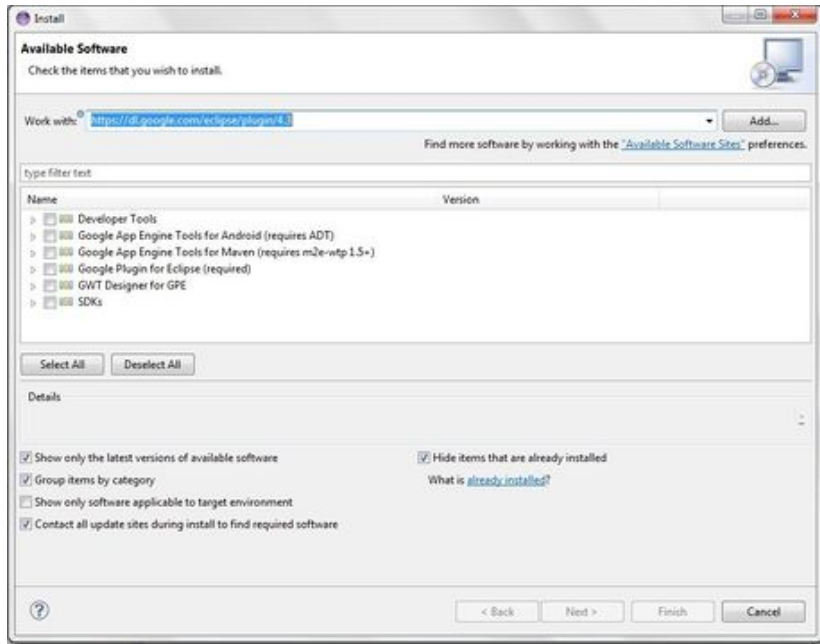 Install
Available Software
Check the items that you wish to install.
Work with: https://dl.google.com/eclipse/plugin/4.3
Add...
Find more software by working with the "Available Software Sites" preferences.
type filter text
Name Version
Developer Tools
Google App Engine Tools for Android (requires ADT)
Google App Engine Tools for Maven (requires m2e-wtp 1.5+)
Google Plugin for Eclipse (required)
GWT Designer for GPE
SDKs
Select All Deselect All
Details
Show only the latest versions of available software
Hide items that are already installed
Group items by category
What is already installed?
Show only software applicable to target environment
Contact all update sites during install to find required software
? < Back Next > Finish Cancel